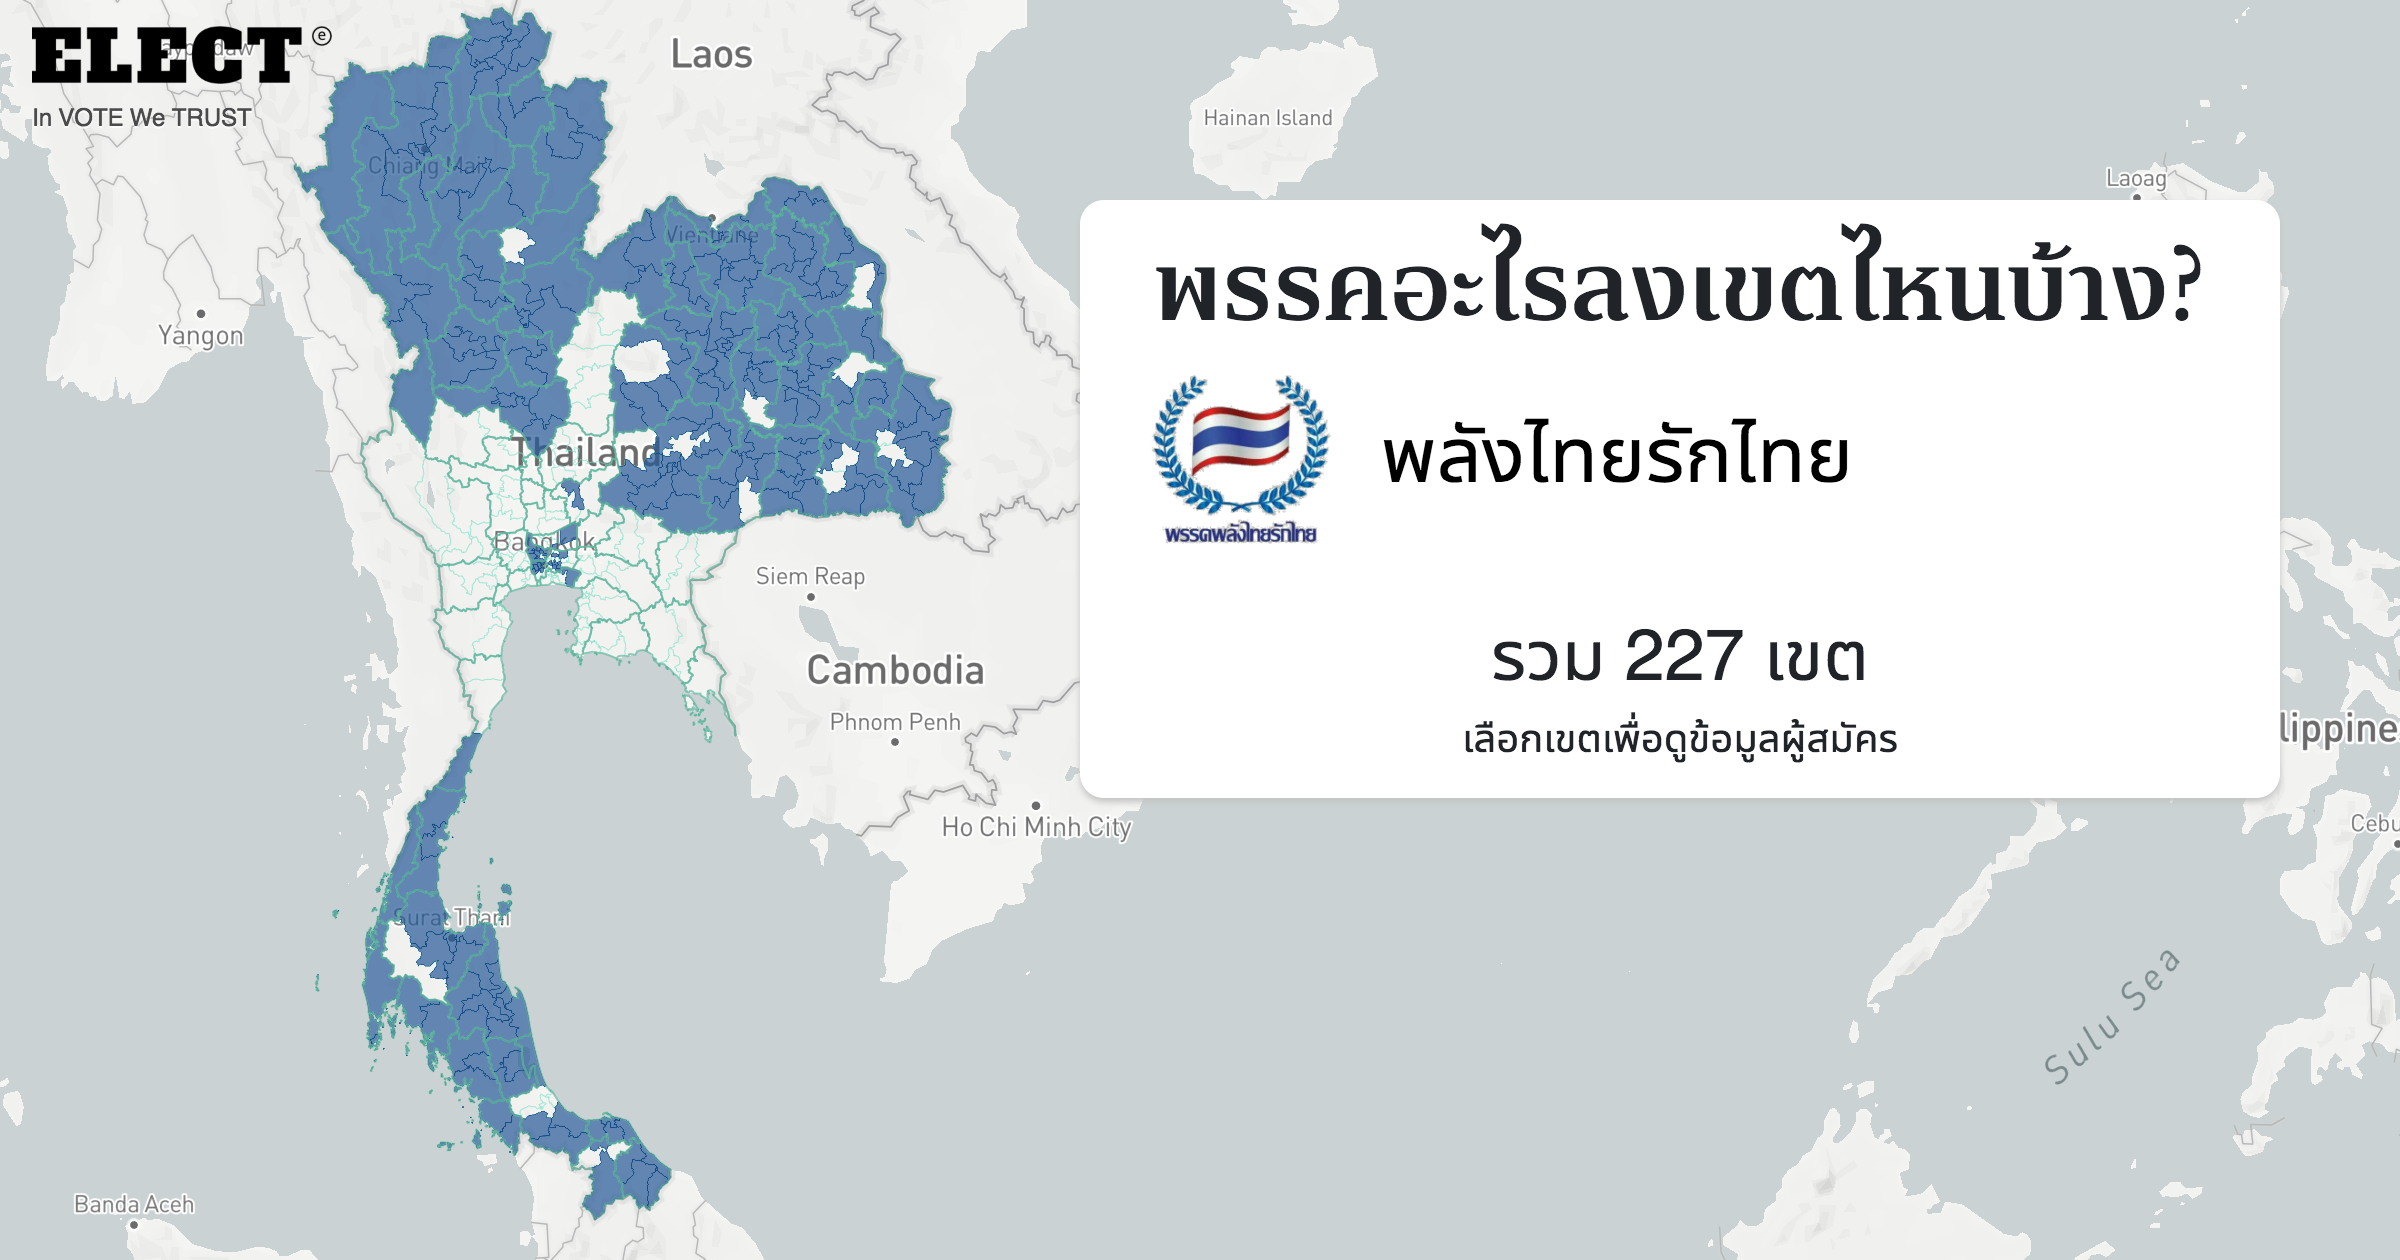 ELECT ⓔ
In VOTE We TRUST
Laos
Hainan Island
Laoag
Chiang Mai
Vientiane
Yangon
พรรคอะไรลงเขตไหนบ้าง?
พลังไทยรักไทย
พรรคพลังไทยรักไทย
Thailand
Bangkok
Siem Reap
รวม 227 เขต
Cambodia
Phnom Penh
เลือกเขตเพื่อดูข้อมูลผู้สมัคร
lippine
Ho Chi Minh City
Cebu
Surat Thani
Sulu Sea
Banda Aceh